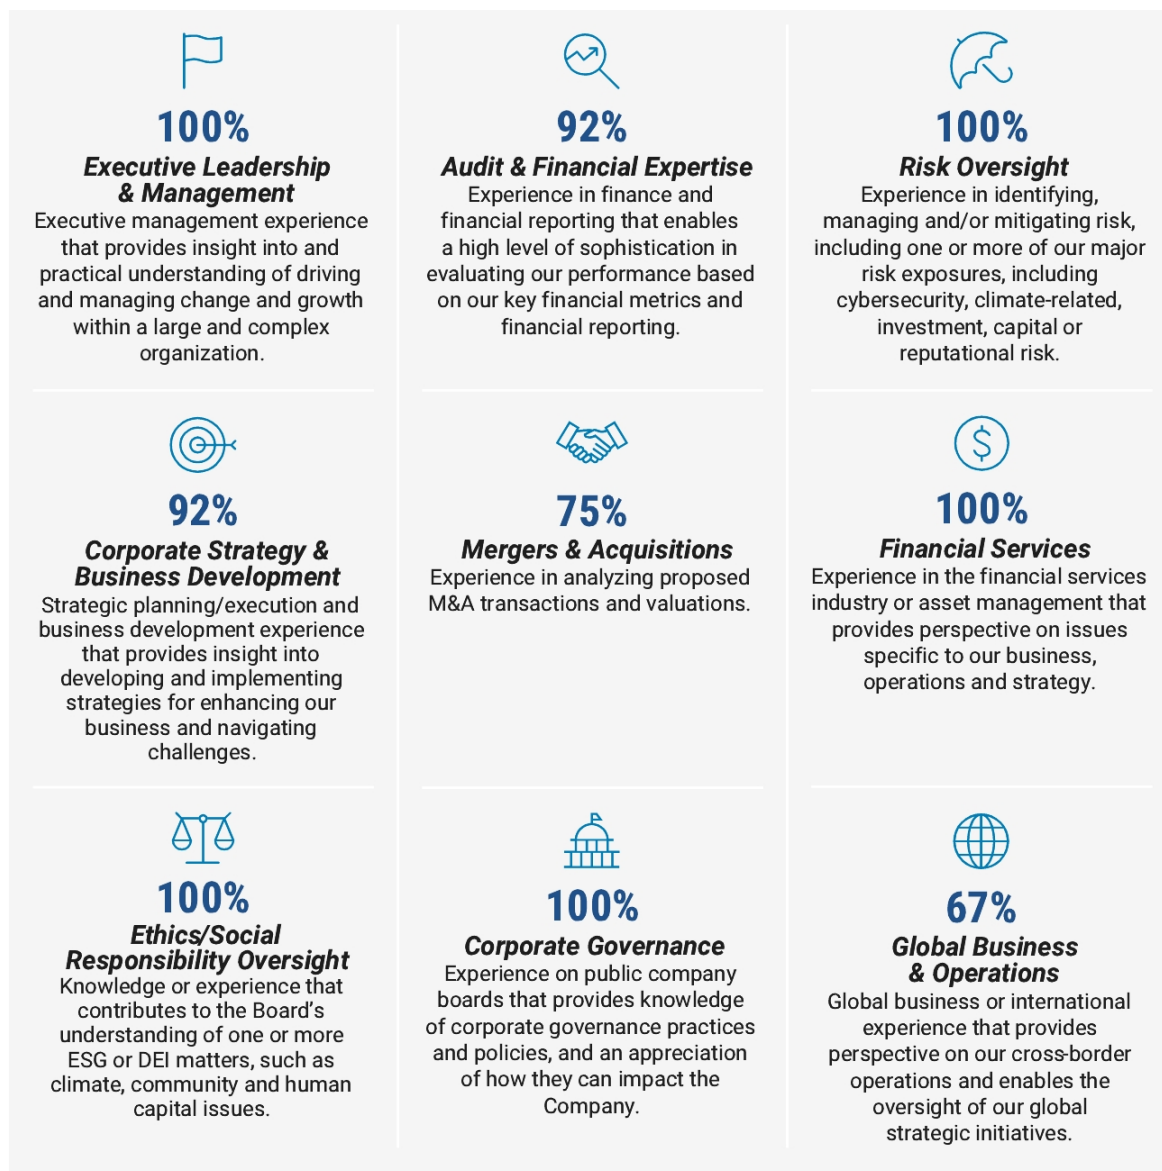 100%
Executive Leadership
& Management
Executive management experience
that provides insight into and
practical understanding of driving
and managing change and growth
within a large and complex
organization.
92%
Audit & Financial Expertise
Experience in finance and
financial reporting that enables
a high level of sophistication in
evaluating our performance based
on our key financial metrics and
financial reporting.
100%
Risk Oversight
Experience in identifying,
managing and/or mitigating risk,
including one or more of our major
risk exposures, including
cybersecurity, climate-related,
investment, capital or
reputational risk.
92%
Corporate Strategy &
Business Development
Strategic planning/execution and
business development experience
that provides insight into
developing and implementing
strategies for enhancing our
business and navigating
challenges.
75%
Mergers & Acquisitions
Experience in analyzing proposed
M&A transactions and valuations.
100%
Financial Services
Experience in the financial services
industry or asset management that
provides perspective on issues
specific to our business,
operations and strategy.
100%
Ethics/Social
Responsibility Oversight
Knowledge or experience that
contributes to the Board’s
understanding of one or more
ESG or DEI matters, such as
climate, community and human
capital issues.
100%
Corporate Governance
Experience on public company
boards that provides knowledge
of corporate governance practices
and policies, and an appreciation
of how they can impact the
Company.
67%
Global Business
& Operations
Global business or international
experience that provides
perspective on our cross-border
operations and enables the
oversight of our global
strategic initiatives.